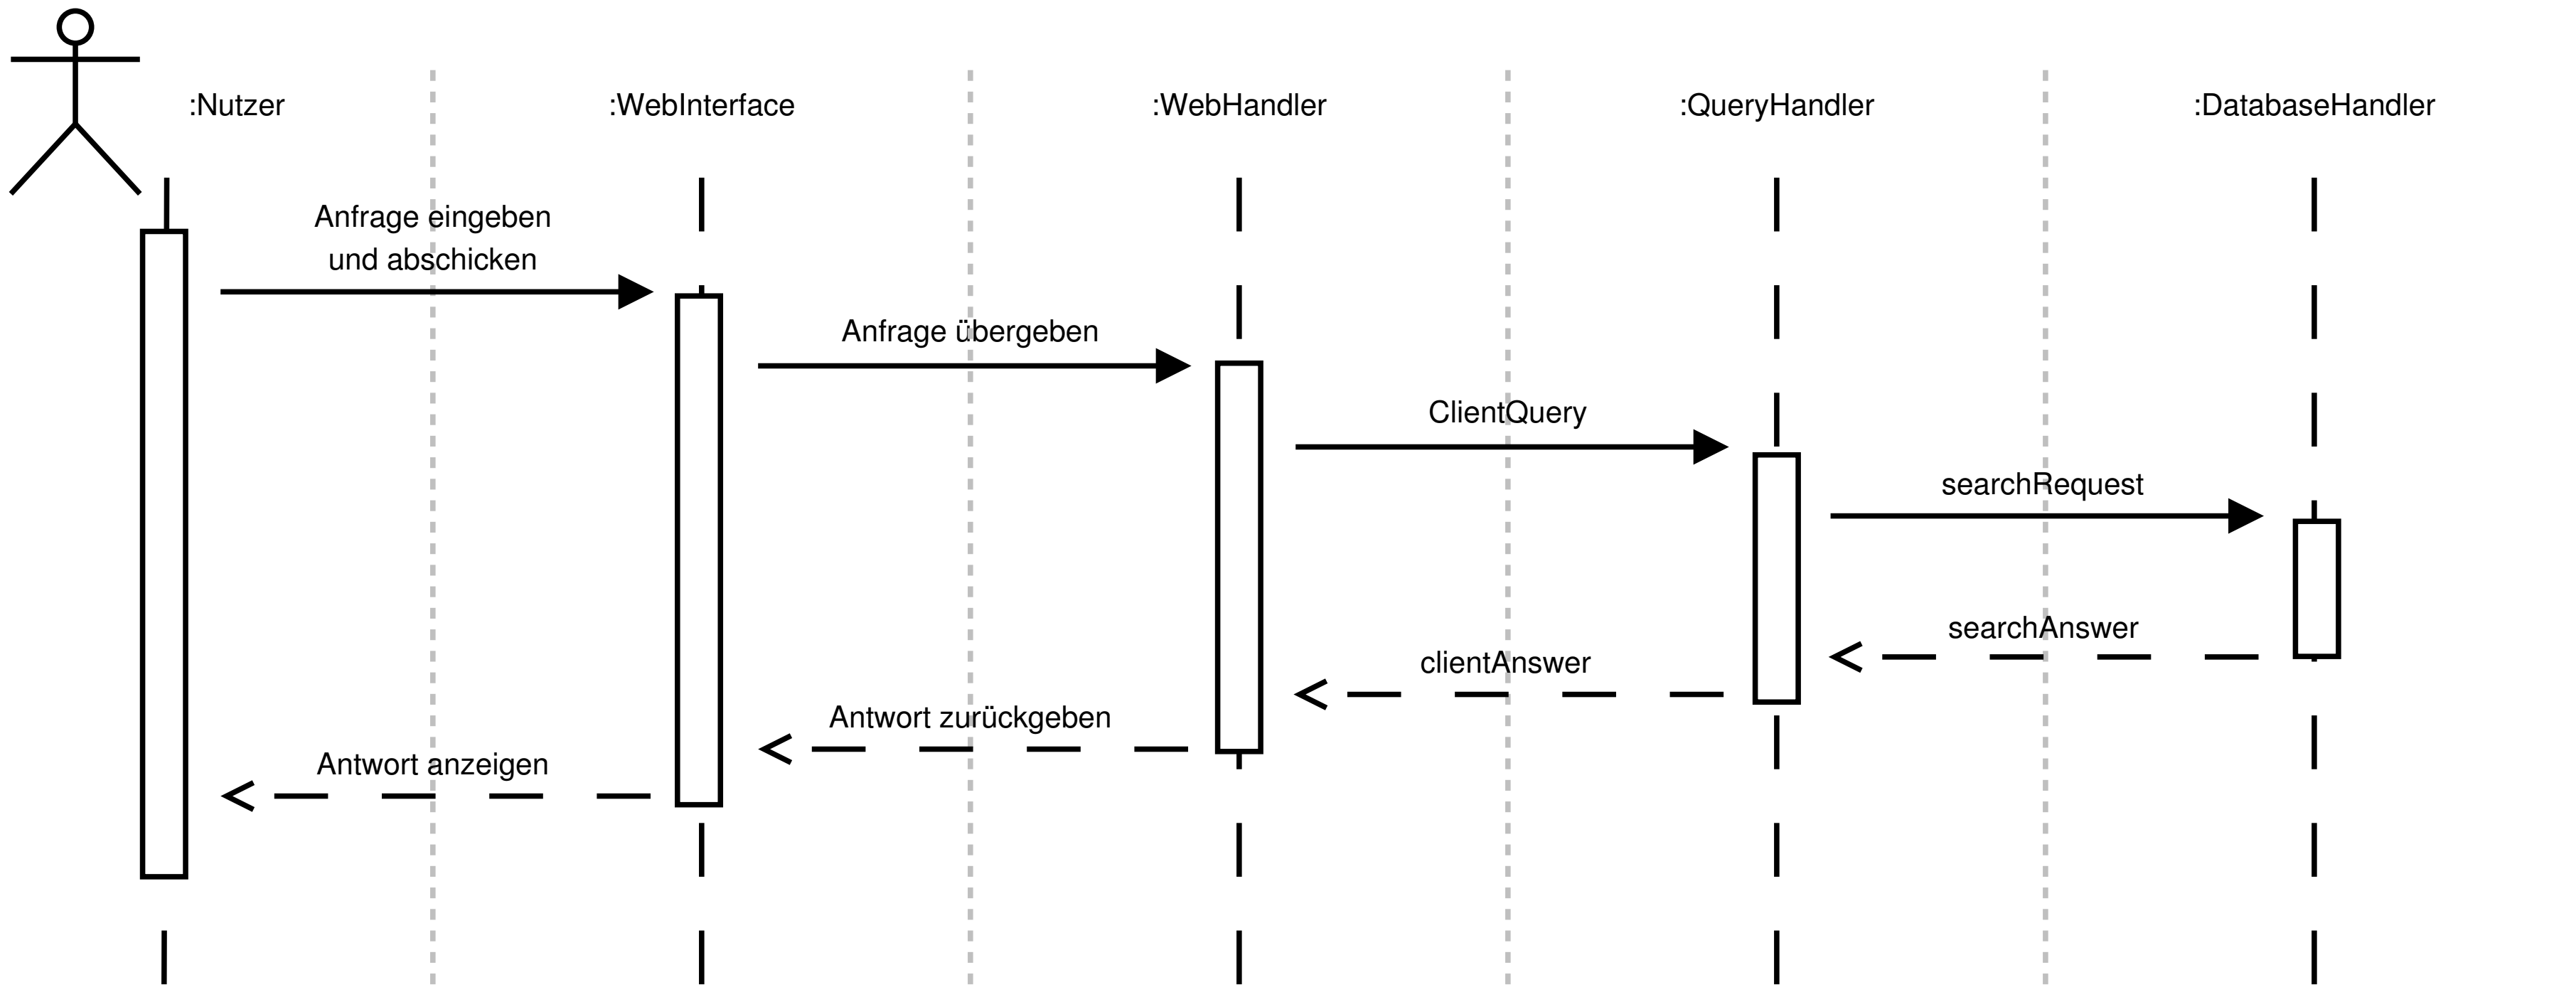 :Nutzer
:WebInterface
:WebHandler
:QueryHandler
:DatabaseHandler
Anfrage eingeben
und abschicken
Anfrage übergeben
ClientQuery
searchRequest
searchAnswer
clientAnswer
Antwort zurückgeben
Antwort anzeigen